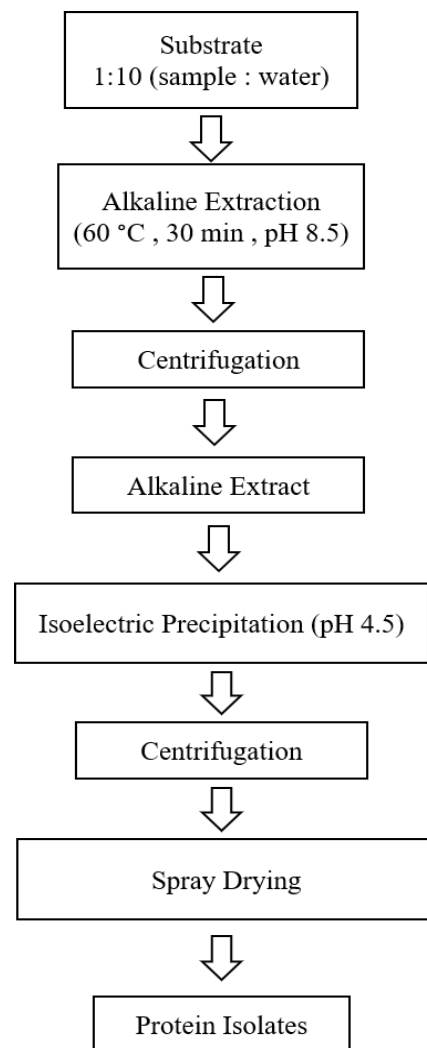 Substrate
1:10 (sample : water)
Alkaline Extraction
(60 °C , 30 min , pH 8.5)
Centrifugation
Alkaline Extract
Isoelectric Precipitation (pH 4.5)
Centrifugation
Spray Drying
Protein Isolates